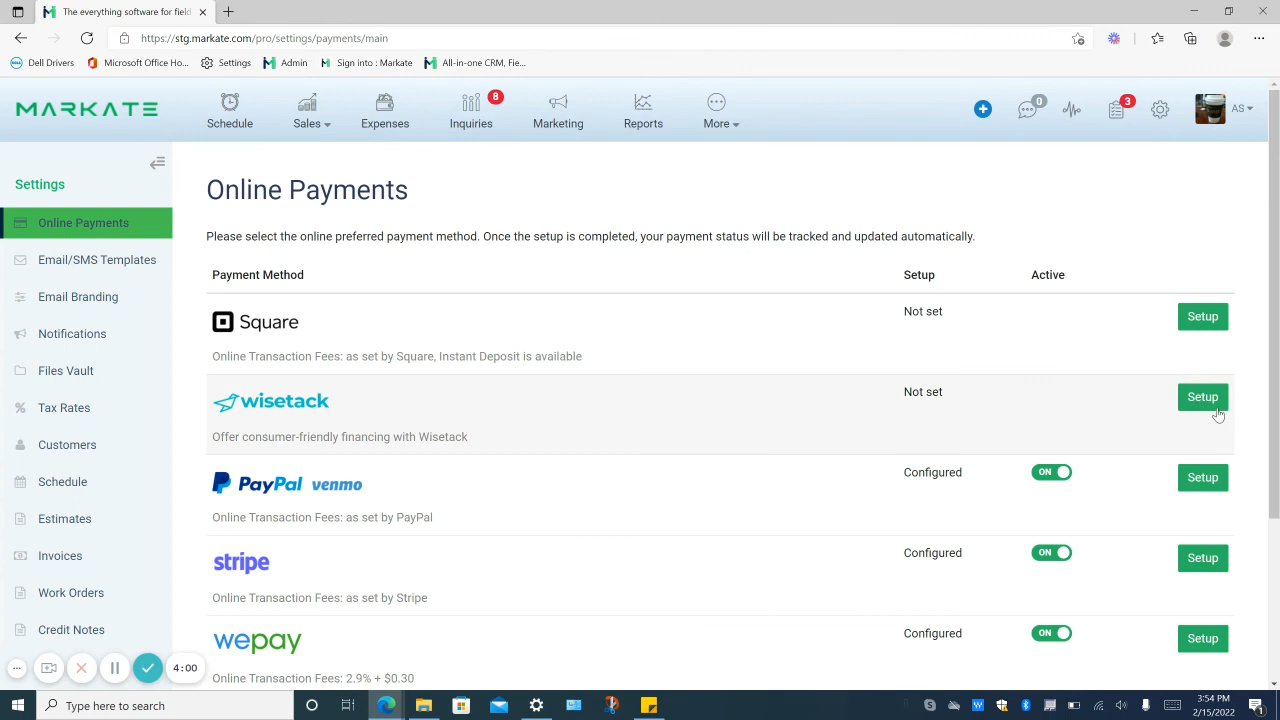 The everything software for field
https://stg.markate.com/pro/settings/payments/main
Dell Drivers
Microsoft Office Ho...
Settings
Admin
Sign into : Markate
All-in-one CRM, Fie...
MARKATE
Schedule
Sales
Expenses
Inquiries
8
Marketing
Reports
More
0
3
AS
Settings
Online Payments
Email/SMS Templates
Email Branding
Notifications
Files Vault
Tax Rates
Customers
Schedule
Estimates
Invoices
Work Orders
Credit Notes
Online Payments
Please select the online preferred payment method. Once the setup is completed, your payment status will be tracked and updated automatically.
Payment Method Setup Active
Square Not set Setup
Online Transaction Fees: as set by Square, Instant Deposit is available
wisetack Not set Setup
Offer consumer-friendly financing with Wisetack
PayPal venmo Configured ON Setup
Online Transaction Fees: as set by PayPal
stripe Configured ON Setup
Online Transaction Fees: as set by Stripe
wepay Configured ON Setup
Online Transaction Fees: 2.9% + $0.30
4:00
Type here to search
3:54 PM
2/15/2022
1